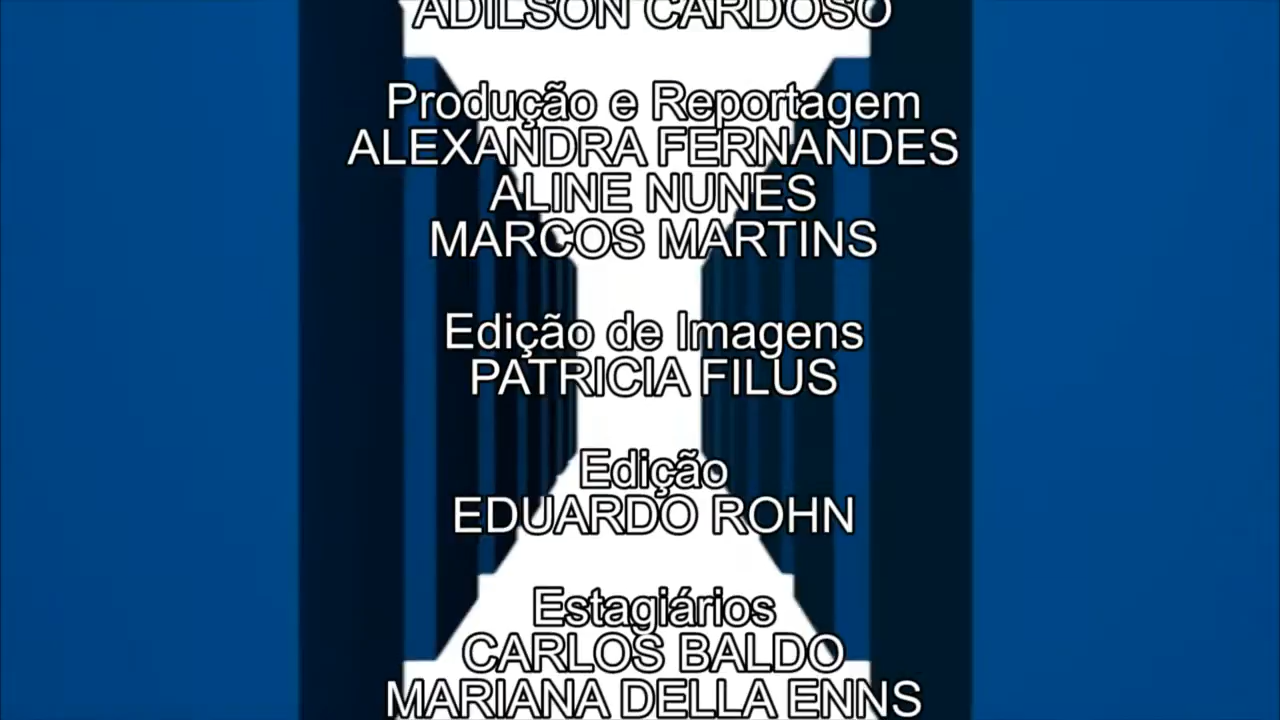 ADILSON CARDOSO
Produção e Reportagem
ALEXANDRA FERNANDES
ALINE NUNES
MARCOS MARTINS
Edição de Imagens
PATRICIA FILUS
Edição
EDUARDO ROHN
Estagiários
CARLOS BALDO
MARIANA DELLA ENNS